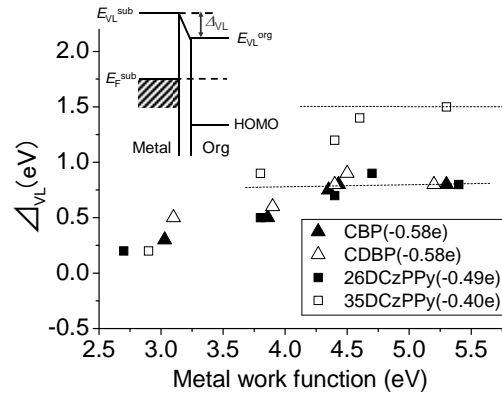 E_VL^sub
Δ_VL
E_VL^org
E_F^sub
HOMO
Metal Org
2.0
1.5
1.0
0.5
0.0
-0.5
Δ_VL(eV)
CBP(-0.58e)
CDBP(-0.58e)
26DCzPPy(-0.49e)
35DCzPPy(-0.40e)
2.5 3.0 3.5 4.0 4.5 5.0 5.5
Metal work function (eV)